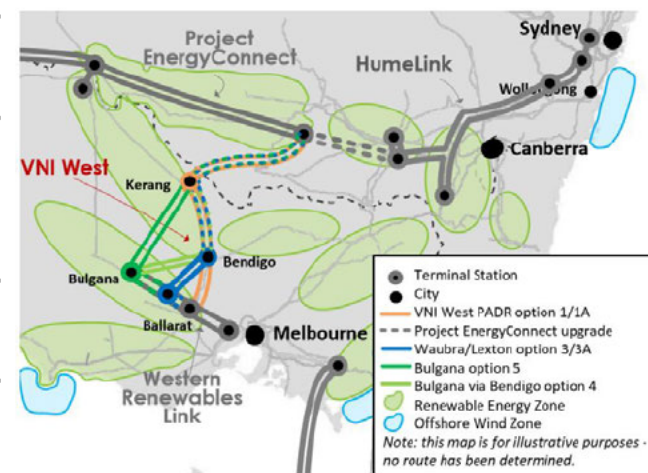 Sydney
Project
EnergyConnect
HumeLink
Wollongong
Canberra
VNI West
Kerang
Bendigo
Bulgana
Ballarat
Melbourne
Western
Renewables
Link
Terminal Station
City
VNI West PADR option 1/1A
Project EnergyConnect upgrade
Waubra/Lexton option 3/3A
Bulgana option 5
Bulgana via Bendigo option 4
Renewable Energy Zone
Offshore Wind Zone
Note: this map is for illustrative purposes -
no route has been determined.